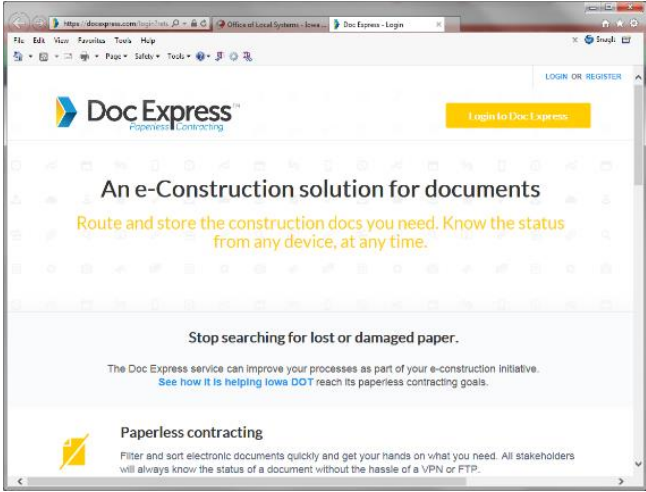 https://docexpress.com/login?rets
Office of Local Systems - Iowa ...
Doc Express - Login
File Edit View Favorites Tools Help
SnagIt
Page Safety Tools
LOGIN OR REGISTER
Doc Express™
Paperless Contracting
Login to Doc Express
An e-Construction solution for documents
Route and store the construction docs you need. Know the status
from any device, at any time.
Stop searching for lost or damaged paper.
The Doc Express service can improve your processes as part of your e-construction initiative.
See how it is helping Iowa DOT reach its paperless contracting goals.
Paperless contracting
Filter and sort electronic documents quickly and get your hands on what you need. All stakeholders
will always know the status of a document without the hassle of a VPN or FTP.